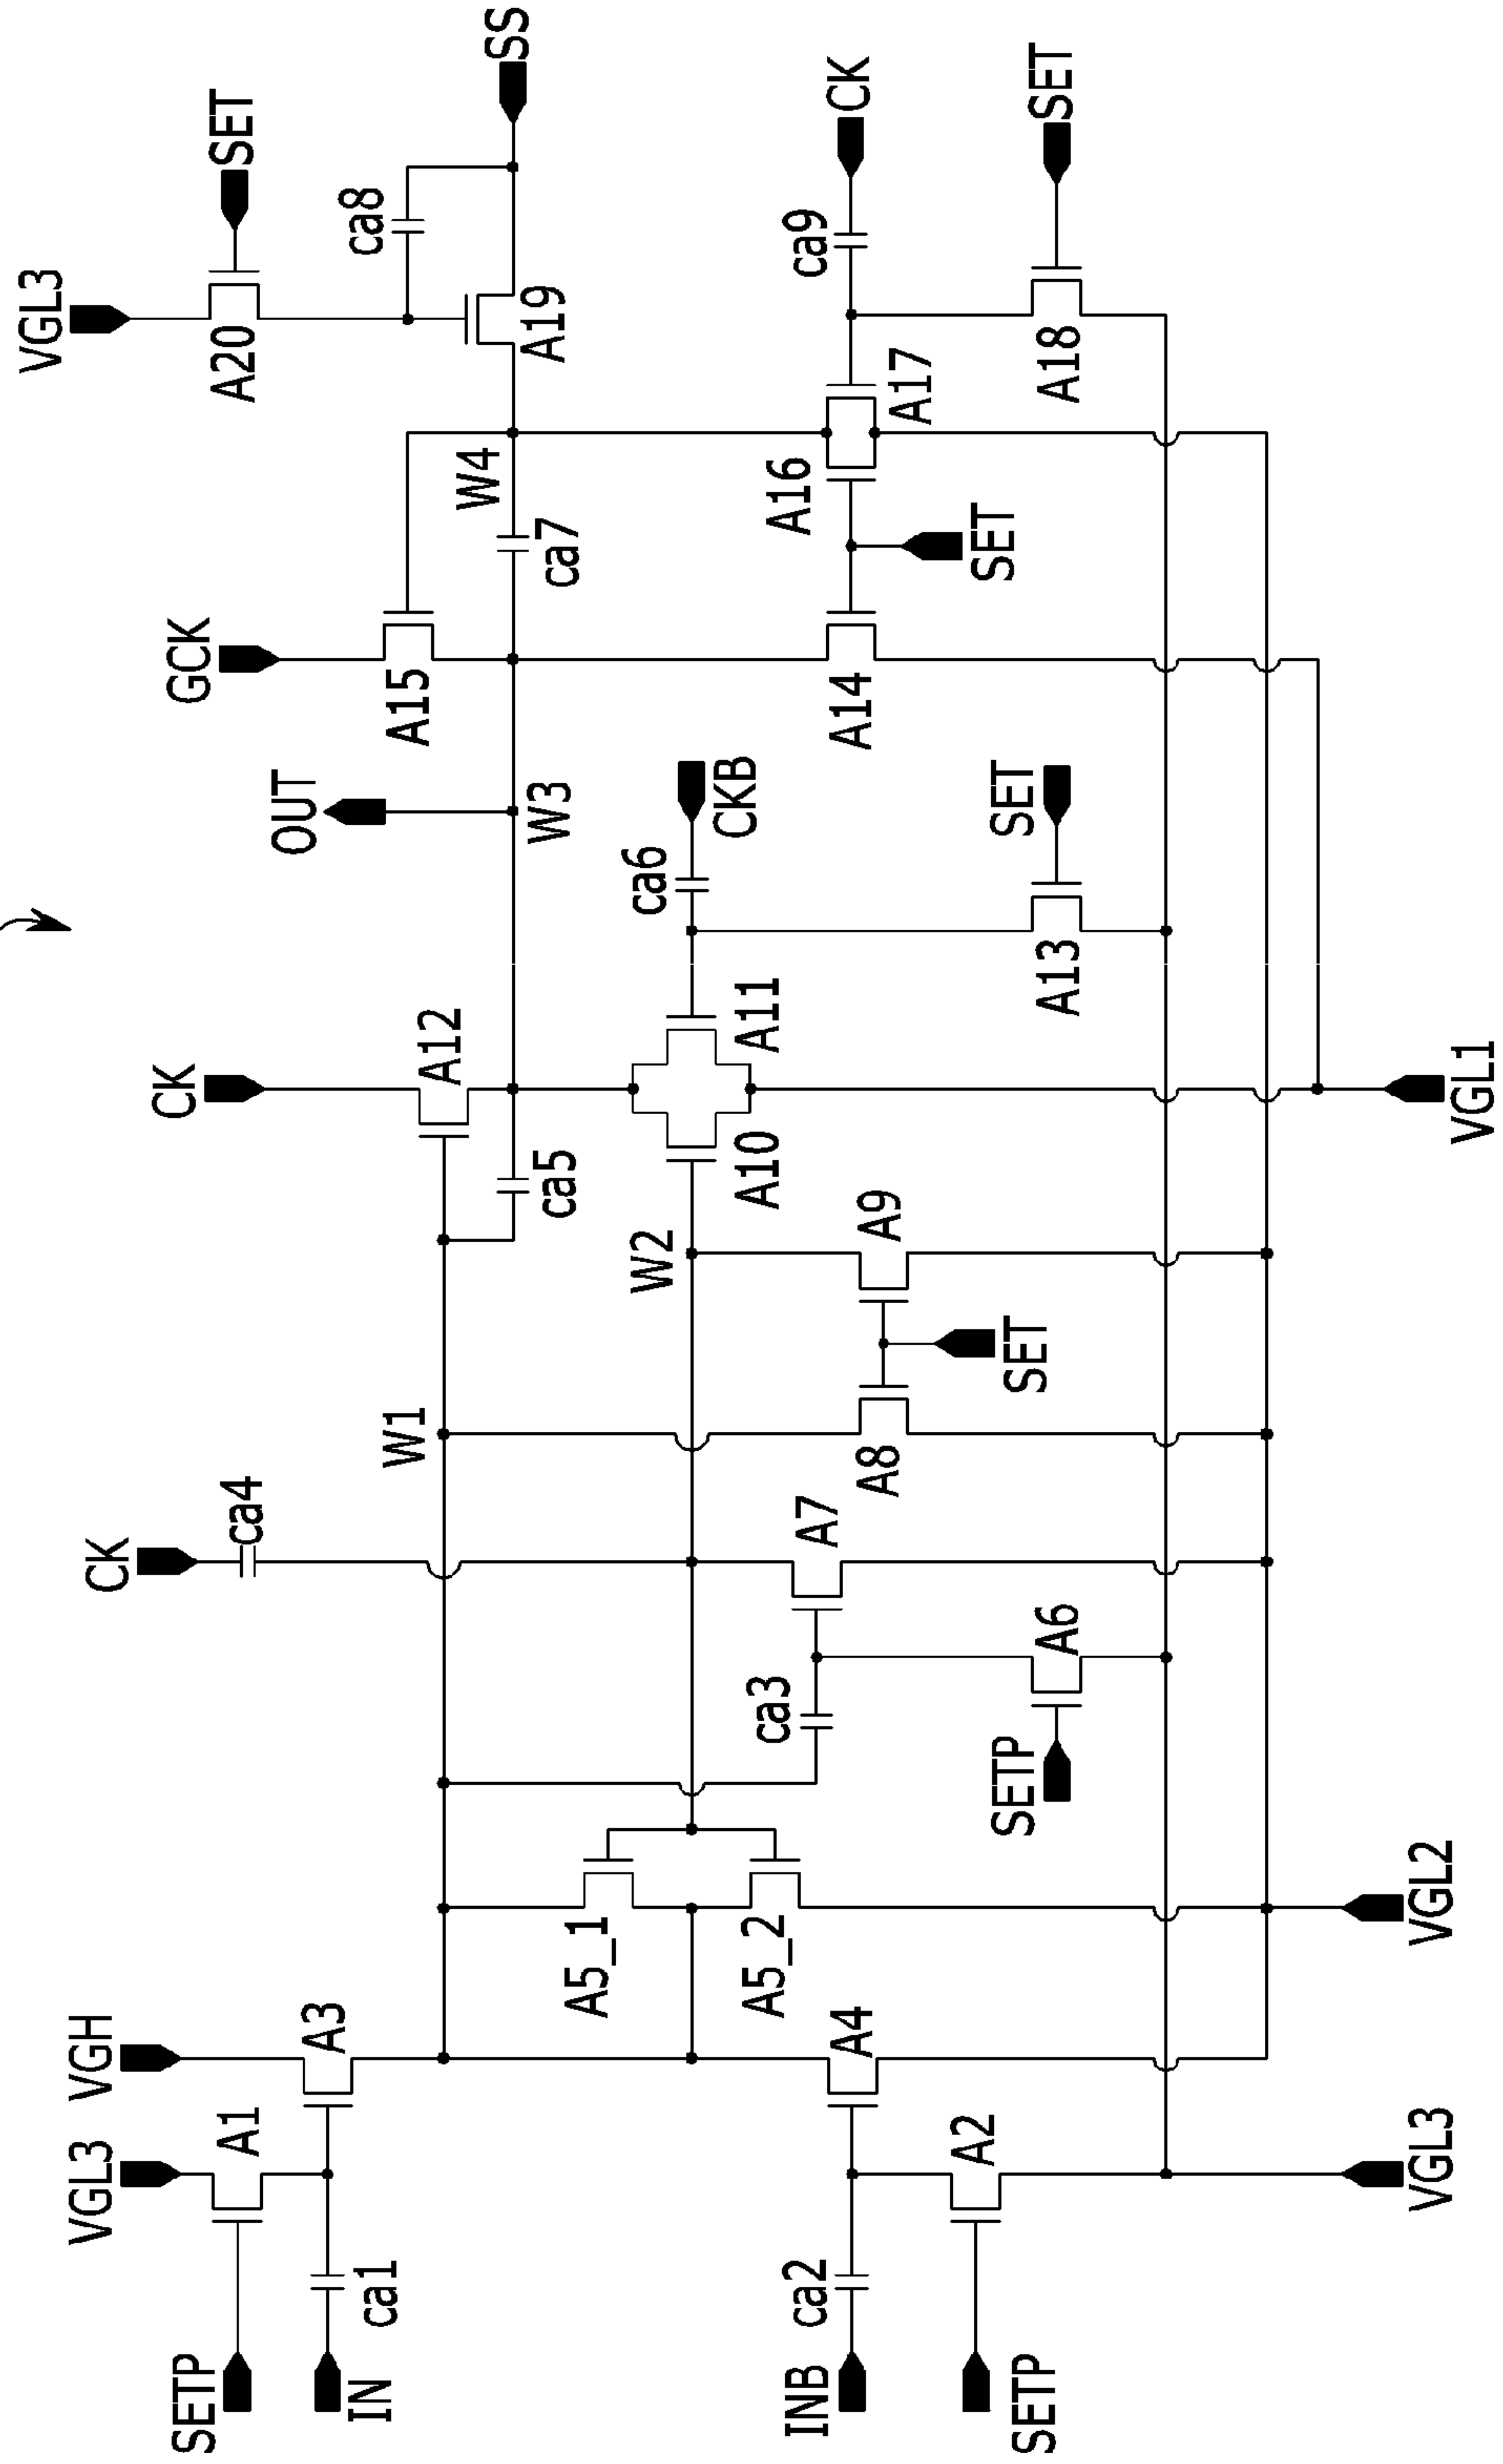 VGL3
SET
SS
ca8
A20
A19
CK
SET
ca9
A17
A18
W4
A16
ca7
SET
GCK
A15
A14
OUT
W3
CKB
SET
ca6
CK
A12
A11
A13
ca5
A10
VGL1
W2
A9
SET
W1
A8
CK
ca4
A7
A6
ca3
SETP
A5_1
A5_2
VGL2
VGH
A3
A4
VGL3
A1
A2
VGL3
ca1
ca2
SETP
IN
INB
SETP